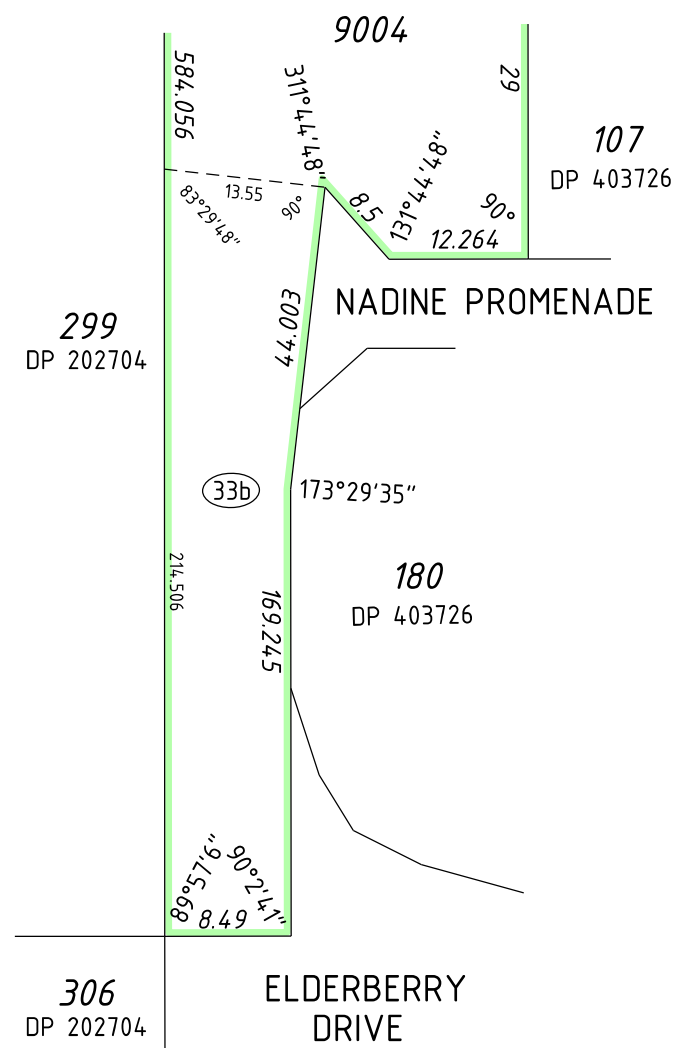 9004
584.056
311°44'48"
29
107
DP 403726
131°44'48"
8.5
90°
12.264
13.55
90°
83°29'48"
NADINE PROMENADE
299
DP 202704
44.003
33b
173°29'35"
214.506
169.245
180
DP 403726
89°57'6"
90°2'41"
8.49
306
DP 202704
ELDERBERRY
DRIVE